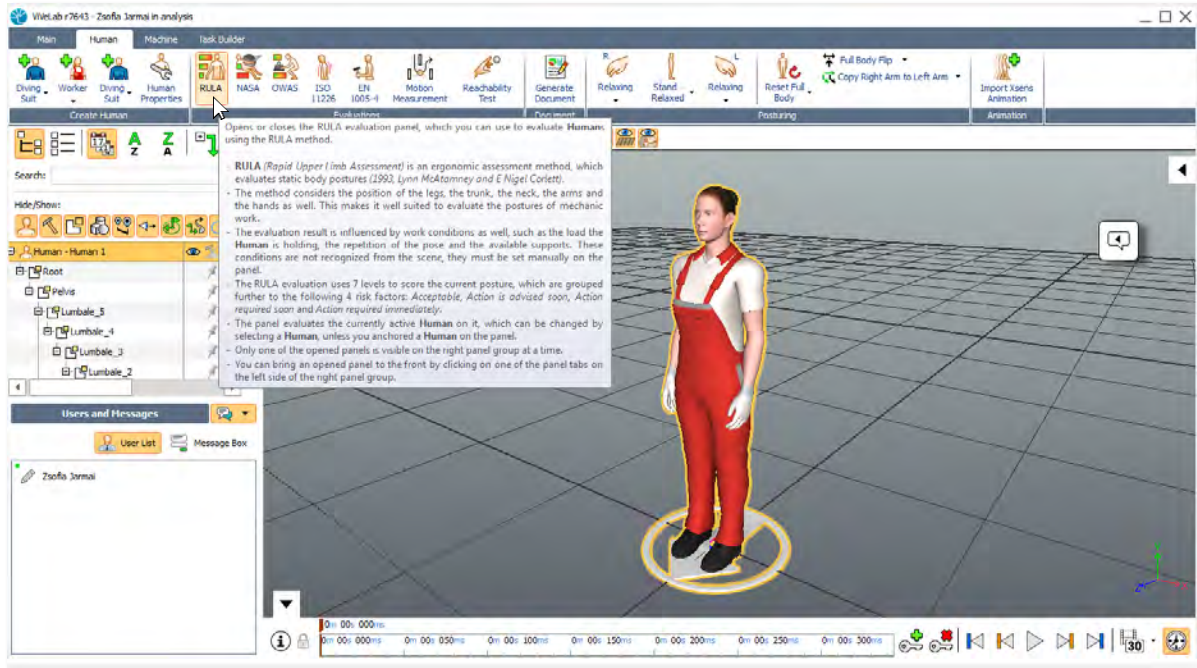 ViVeLab r7643 - Zsofia Jarmai in analysis
Main Human Machine Task Builder
Diving Suit
Worker
Diving Suit
Human Properties
RULA
NASA
OWAS
ISO 11226
EN 1005-4
Motion Measurement
Reachability Test
Generate Document
R
Relaxing
Stand Relaxed
L
Relaxing
Reset Full Body
Full Body Flip
Copy Right Arm to Left Arm
Import Xsens Animation
Create Human
Evaluations
Document
Posturing
Animation
Opens or closes the RULA evaluation panel, which you can use to evaluate Humans
using the RULA method.
- RULA (Rapid Upper Limb Assessment) is an ergonomic assessment method, which
evaluates static body postures (1993, Lynn McAtamney and E Nigel Corlett).
- The method considers the position of the legs, the trunk, the neck, the arms and
the hands as well. This makes it well suited to evaluate the postures of mechanic
work.
- The evaluation result is influenced by work conditions as well, such as the load the
Human is holding, the repetition of the pose and the available supports. These
conditions are not recognized from the scene, they must be set manually on the
panel.
- The RULA evaluation uses 7 levels to score the current posture, which are grouped
further to the following 4 risk factors: Acceptable, Action is advised soon, Action
required soon and Action required immediately.
- The panel evaluates the currently active Human on it, which can be changed by
selecting a Human, unless you anchored a Human on the panel.
- Only one of the opened panels is visible on the right panel group at a time.
- You can bring an opened panel to the front by clicking on one of the panel tabs on
the left side of the right panel group.
A Z
Z A
Search:
Hide/Show:
Human - Human 1
Root
Pelvis
Lumbale_5
Lumbale_4
Lumbale_3
Lumbale_2
Users and Messages
User List
Message Box
Zsofia Jarmai
0m 00s 000ms
0m 00s 000ms 0m 00s 050ms 0m 00s 100ms 0m 00s 150ms 0m 00s 200ms 0m 00s 250ms 0m 00s 300ms
30